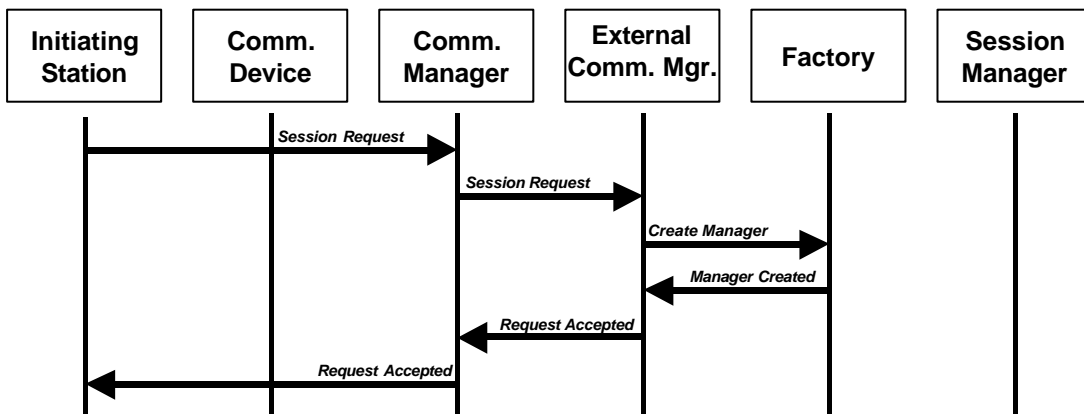 Initiating
Station
Comm.
Device
Comm.
Manager
External
Comm. Mgr.
Factory
Session
Manager
Session Request
Session Request
Create Manager
Manager Created
Request Accepted
Request Accepted